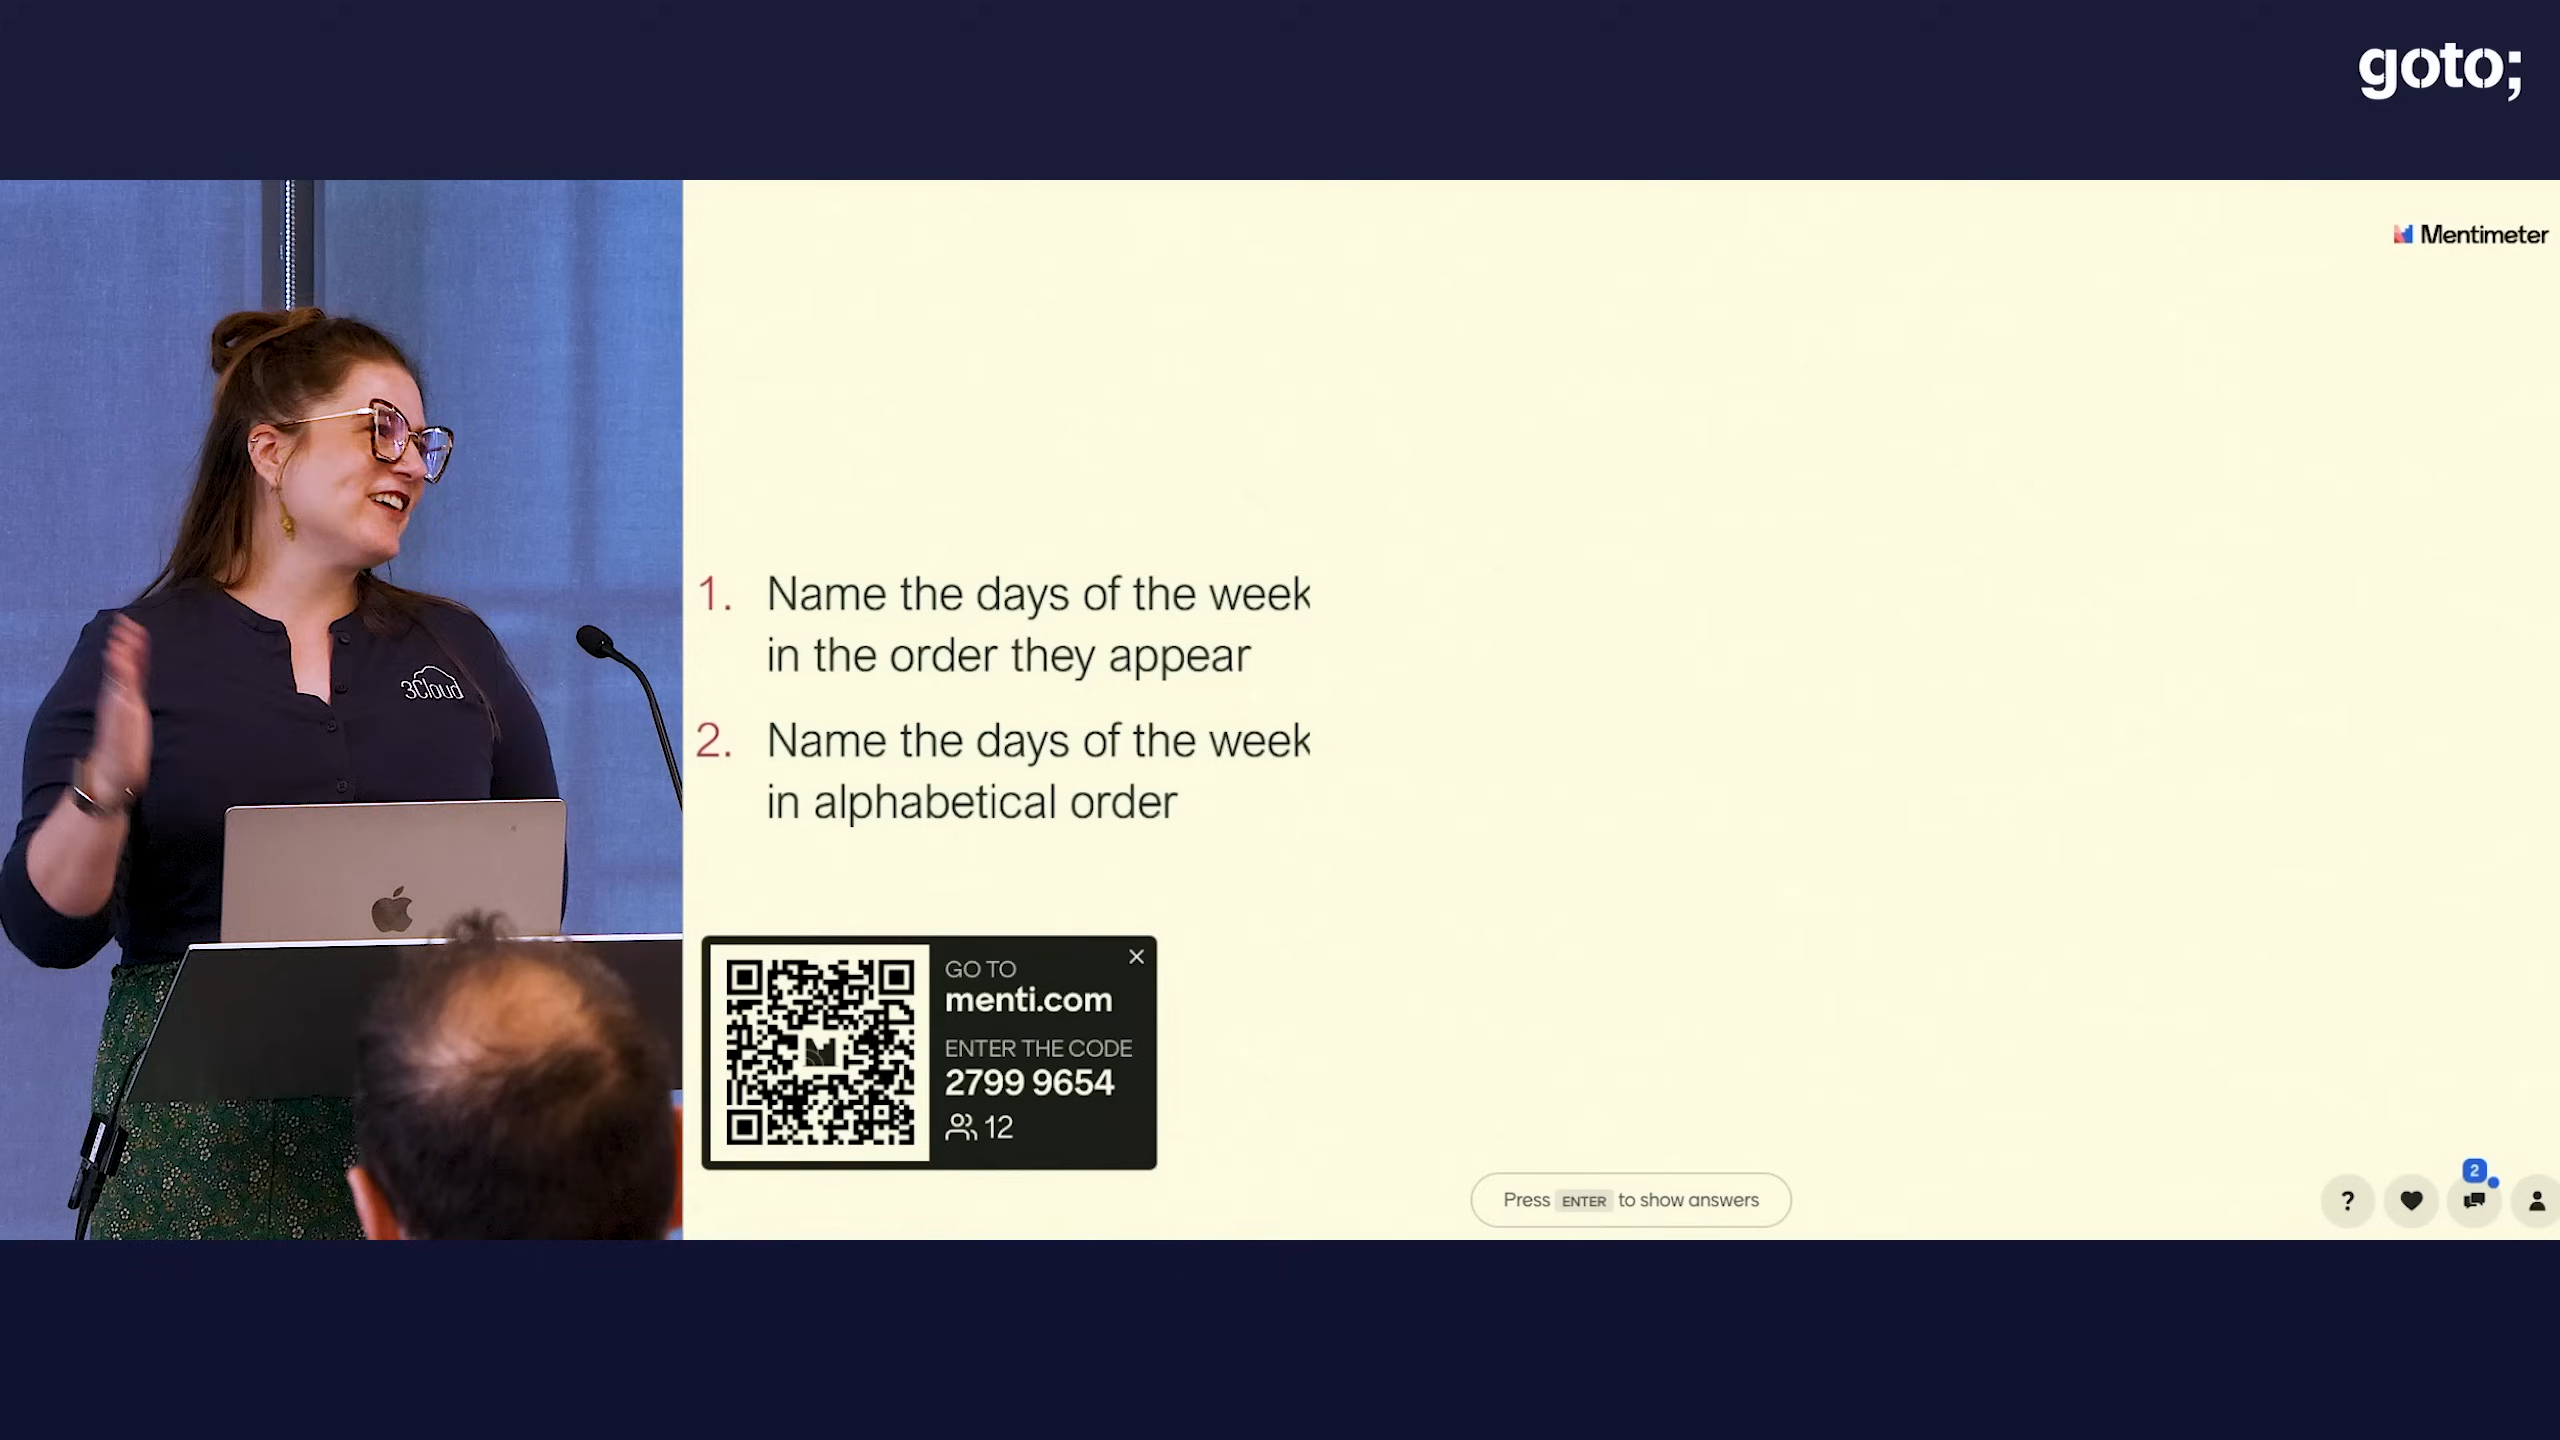 goto;
Mentimeter
3Cloud
1. Name the days of the week
in the order they appear
2. Name the days of the week
in alphabetical order
GO TO
menti.com
ENTER THE CODE
2799 9654
12
Press ENTER to show answers
?
2